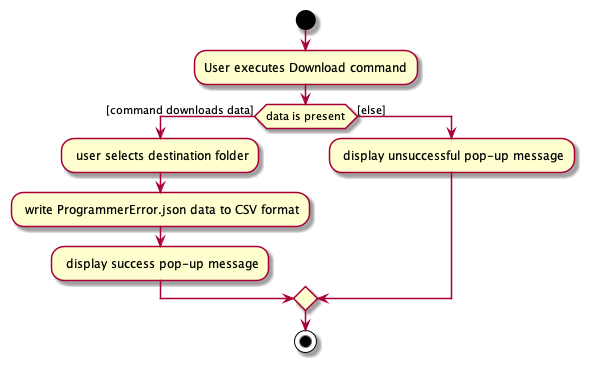 User executes Download command
[command downloads data]
data is present
[else]
user selects destination folder
display unsuccessful pop-up message
write ProgrammerError.json data to CSV format
display success pop-up message